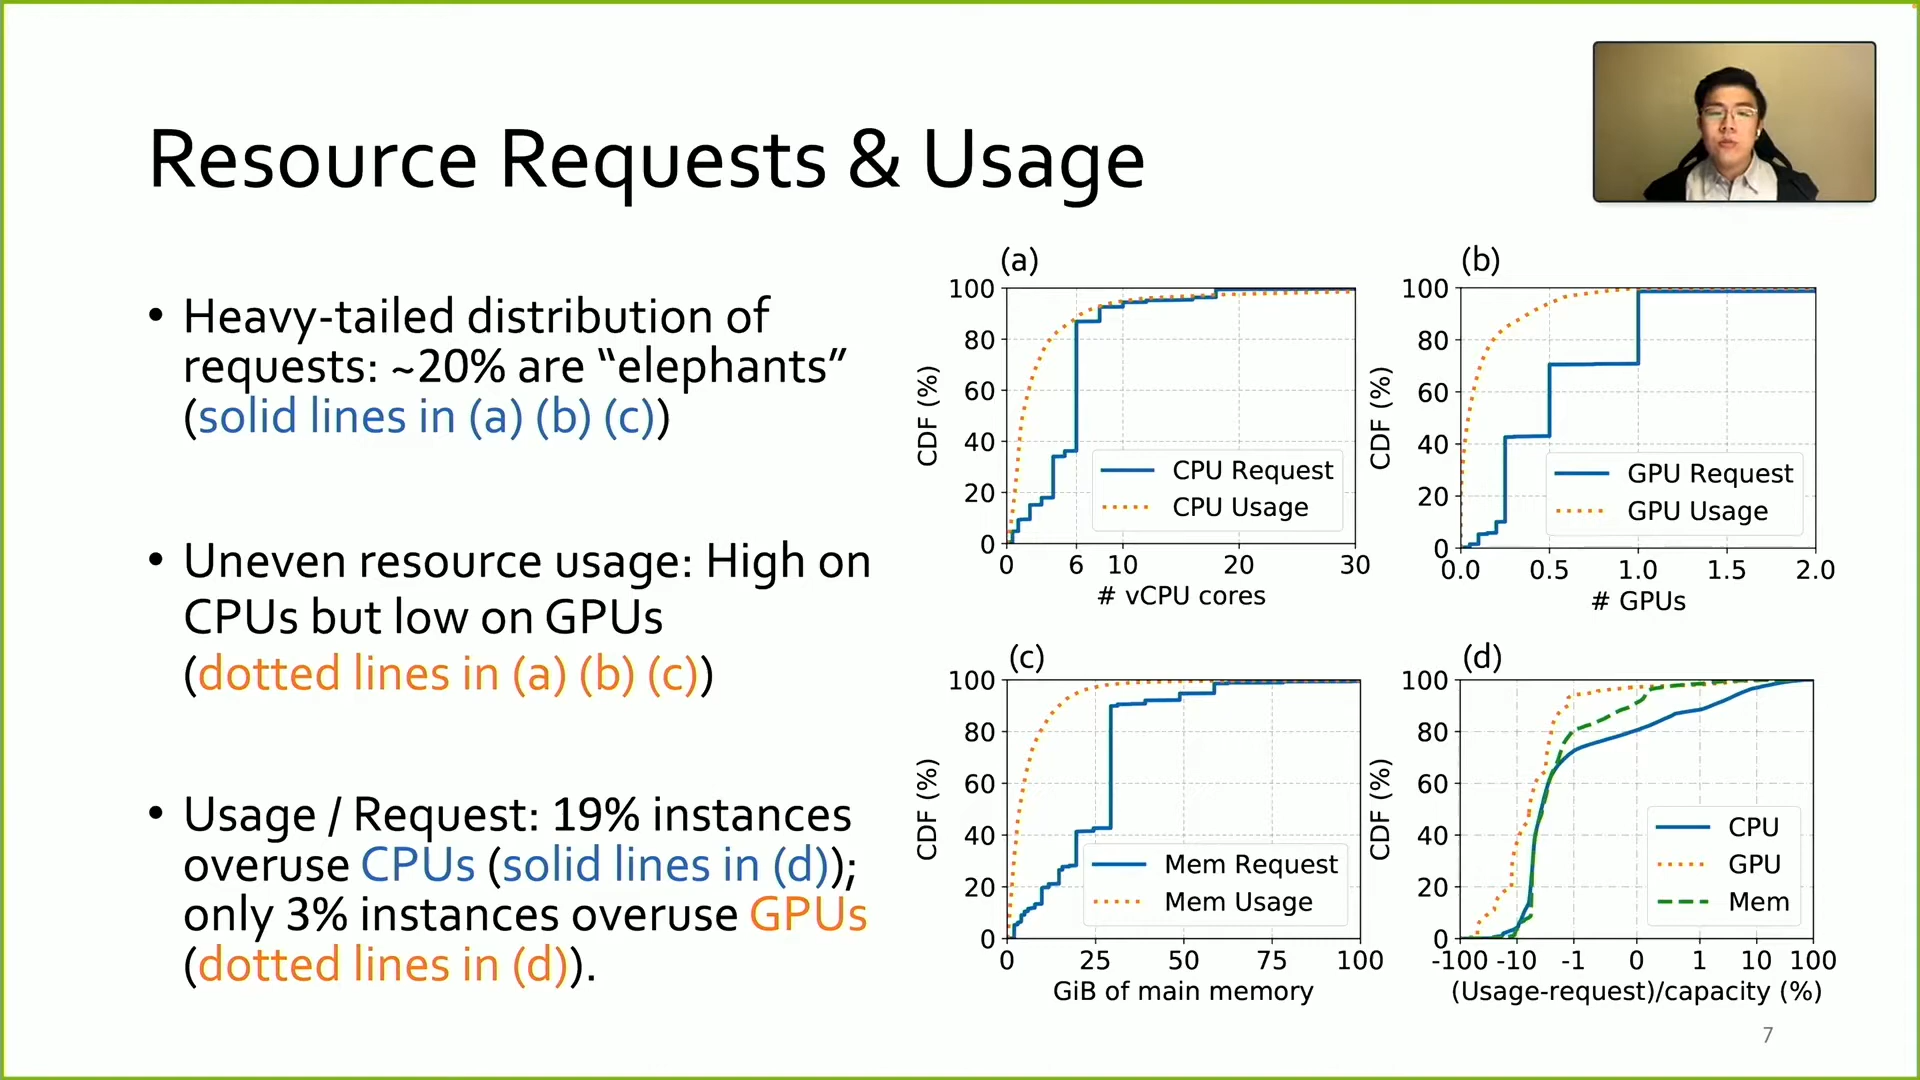 Resource Requests & Usage
• Heavy-tailed distribution of
requests: ~20% are “elephants”
(solid lines in (a) (b) (c))
• Uneven resource usage: High on
CPUs but low on GPUs
(dotted lines in (a) (b) (c))
• Usage / Request: 19% instances
overuse CPUs (solid lines in (d));
only 3% instances overuse GPUs
(dotted lines in (d)).
(a)
CDF (%)
100
80
60
40
20
0
CPU Request
CPU Usage
0 6 10 20 30
# vCPU cores
(b)
CDF (%)
100
80
60
40
20
0
GPU Request
GPU Usage
0.0 0.5 1.0 1.5 2.0
# GPUs
(c)
CDF (%)
100
80
60
40
20
0
Mem Request
Mem Usage
0 25 50 75 100
GiB of main memory
(d)
CDF (%)
100
80
60
40
20
0
CPU
GPU
Mem
-100 -10 -1 0 1 10 100
(Usage-request)/capacity (%)
7